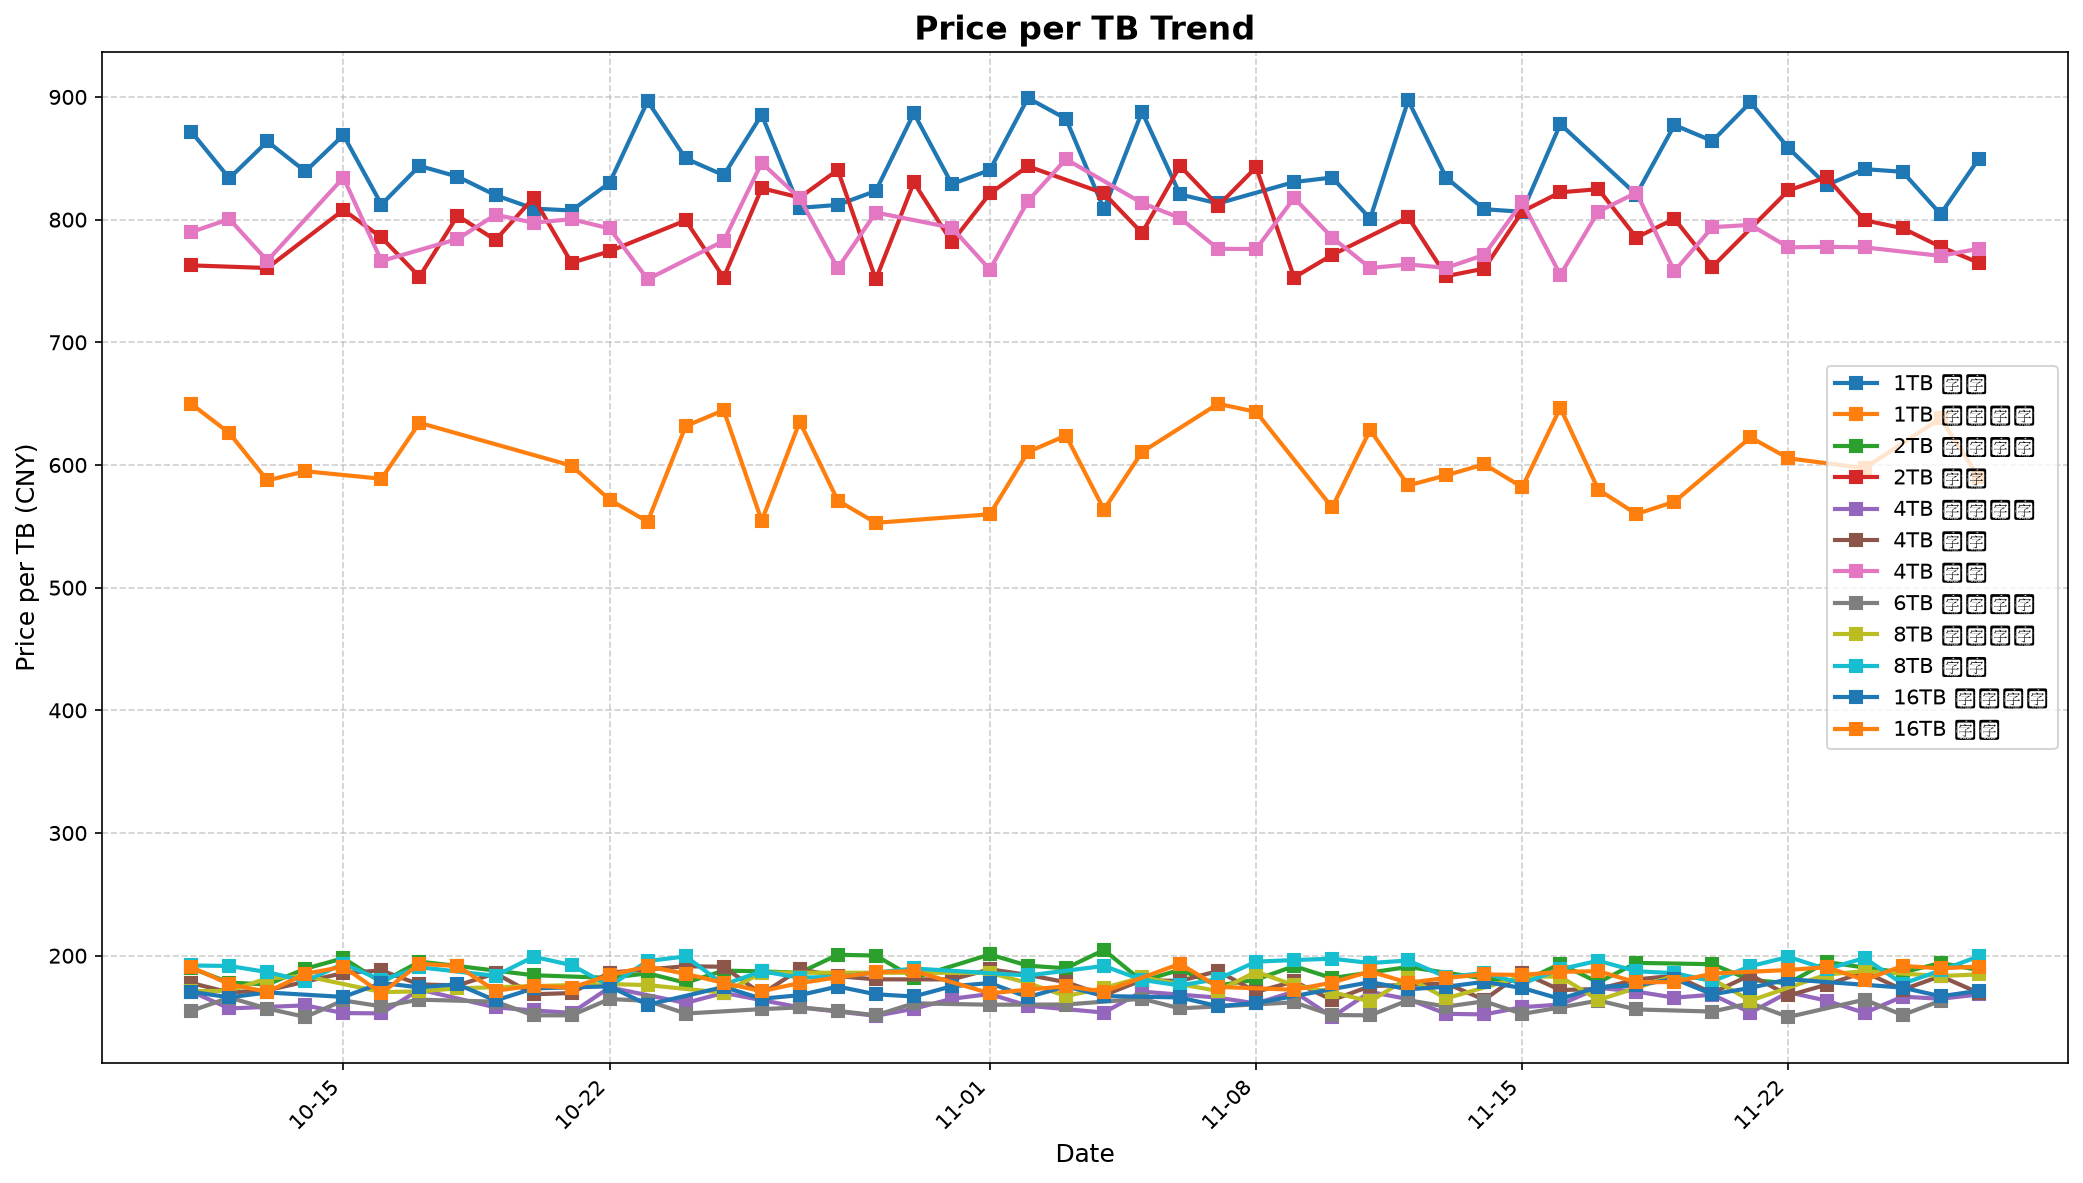 Price per TB Trend
Price per TB (CNY)
900
800
700
600
500
400
300
200
10-15
10-22
11-01
11-08
11-15
11-22
Date
1TB
1TB
2TB
2TB
4TB
4TB
4TB
6TB
8TB
8TB
16TB
16TB